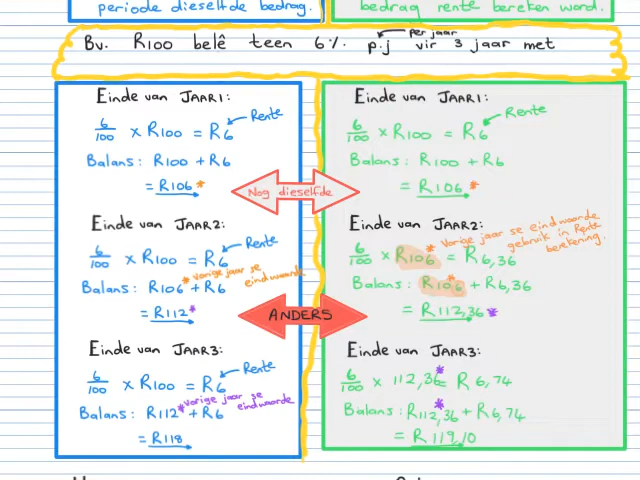 periode dieselfde bedrag.
bedrag rente bereken word.
per jaar
Bv. R100 belê teen 6%. p.j vir 3 jaar met
Einde van JAAR1:
6/100 × R100 = R6
Rente
Balans: R100 + R6
= R106 *
Einde van JAAR2:
6/100 × R100 = R6
Rente
Balans: R106 * + R6
* vorige jaar se
eindwaarde
= R112 *
Einde van JAAR3:
6/100 × R100 = R6
Rente
Balans: R112 * + R6
* vorige jaar se
eindwaarde
= R118
Nog dieselfde
ANDERS
Einde van JAAR1:
6/100 × R100 = R6
Rente
Balans: R100 + R6
= R106 *
Einde van JAAR2:
6/100 × R106 * = R6,36
* Vorige jaar se eindwaarde
gebruik in Rente
berekening.
Balans: R106 * + R6,36
= R112,36 *
Einde van JAAR3:
6/100 × 112,36 * = R6,74
Balans: R112,36 * + R6,74
= R119,10